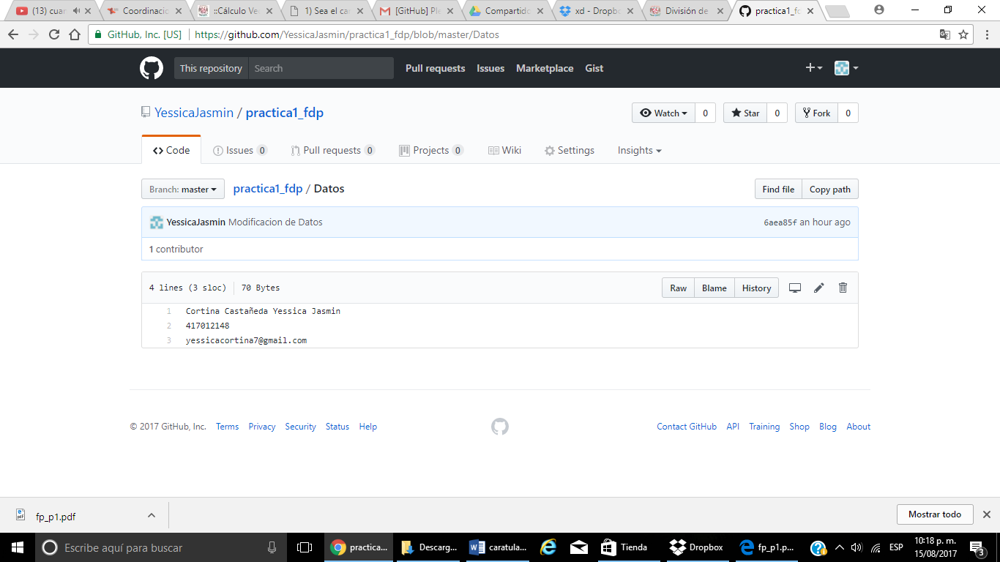 (13) cuar
Coordinacio
::Cálculo Ve
1) Sea el ca
[GitHub] Ple
Compartido
xd - Dropbo
División de
practica1_f
GitHub, Inc. [US] https://github.com/YessicaJasmin/practica1_fdp/blob/master/Datos
This repository Search Pull requests Issues Marketplace Gist
YessicaJasmin / practica1_fdp Watch 0 Star 0 Fork 0
Code Issues 0 Pull requests 0 Projects 0 Wiki Settings Insights
Branch: master practica1_fdp / Datos Find file Copy path
YessicaJasmin Modificacion de Datos 6aea85f an hour ago
1 contributor
4 lines (3 sloc) 70 Bytes Raw Blame History
1 Cortina Castañeda Yessica Jasmin
2 417012148
3 yessicacortina7@gmail.com
© 2017 GitHub, Inc. Terms Privacy Security Status Help Contact GitHub API Training Shop Blog About
fp_p1.pdf Mostrar todo
Escribe aquí para buscar practica... Descarg... caratula... Tienda Dropbox fp_p1.p... ESP 10:18 p. m.
15/08/2017 3